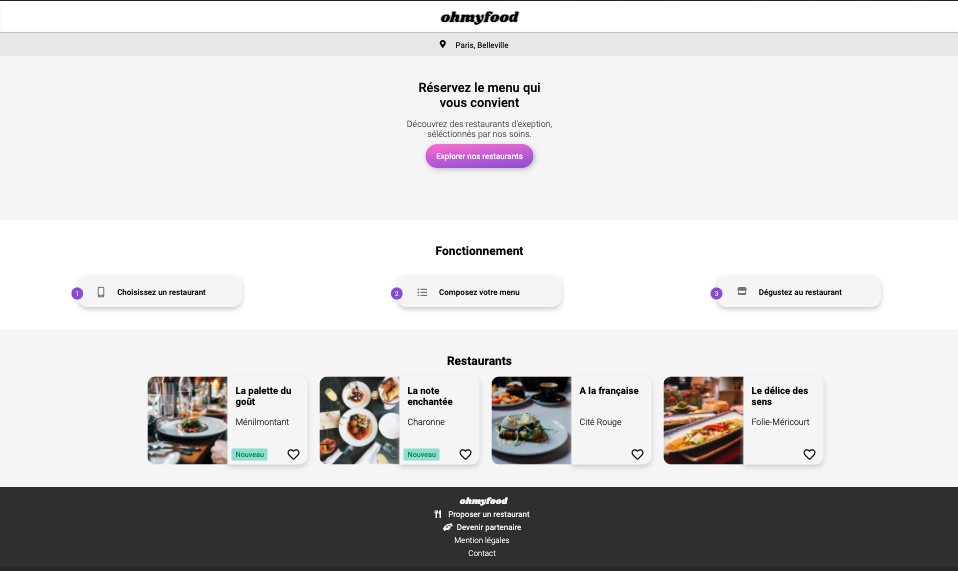 ohmyfood
Paris, Belleville
Réservez le menu qui
vous convient
Découvrez des restaurants d'exeption,
séléctionnés par nos soins.
Explorer nos restaurants
Fonctionnement
1 Choisissez un restaurant
2 Composez votre menu
3 Dégustez au restaurant
Restaurants
La palette du
goût
Ménilmontant
Nouveau
La note
enchantée
Charonne
Nouveau
A la française
Cité Rouge
Le délice des
sens
Folie-Méricourt
ohmyfood
Proposer un restaurant
Devenir partenaire
Mention légales
Contact